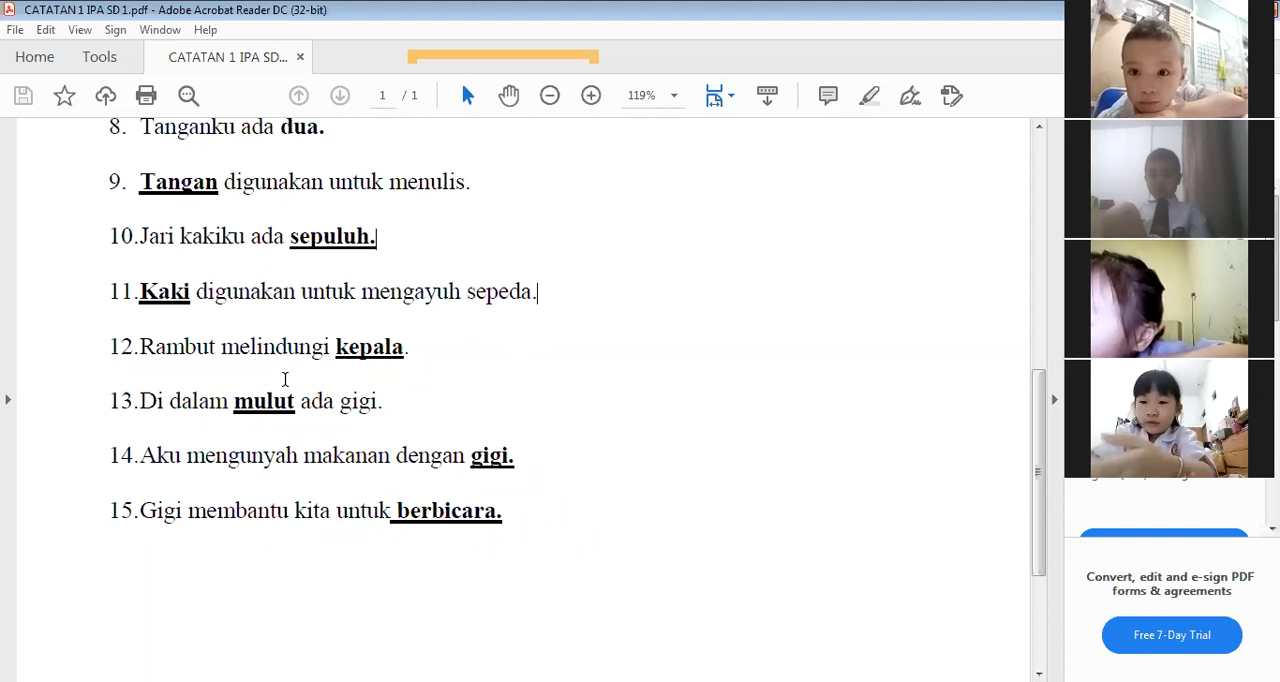 CATATAN 1 IPA SD 1.pdf - Adobe Acrobat Reader DC (32-bit)
File Edit View Window Sign Help
Home Tools CATATAN 1 IPA SD... ×
1 / 1 119%
8. Tanganku ada dua.
9. Tangan digunakan untuk menulis.
10.Jari kakiku ada sepuluh.
11.Kaki digunakan untuk mengayuh sepeda.
12.Rambut melindungi kepala.
13.Di dalam mulut ada gigi.
14.Aku mengunyah makanan dengan gigi.
15.Gigi membantu kita untuk berbicara.
Convert, edit and e-sign PDF
forms & agreements
Free 7-Day Trial